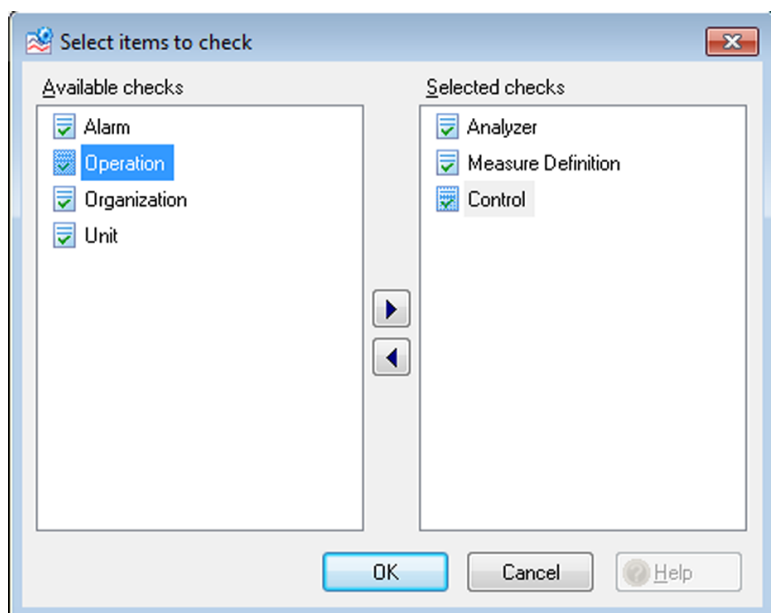 Select items to check
Available checks
Alarm
Operation
Organization
Unit
Selected checks
Analyzer
Measure Definition
Control
OK
Cancel
Help